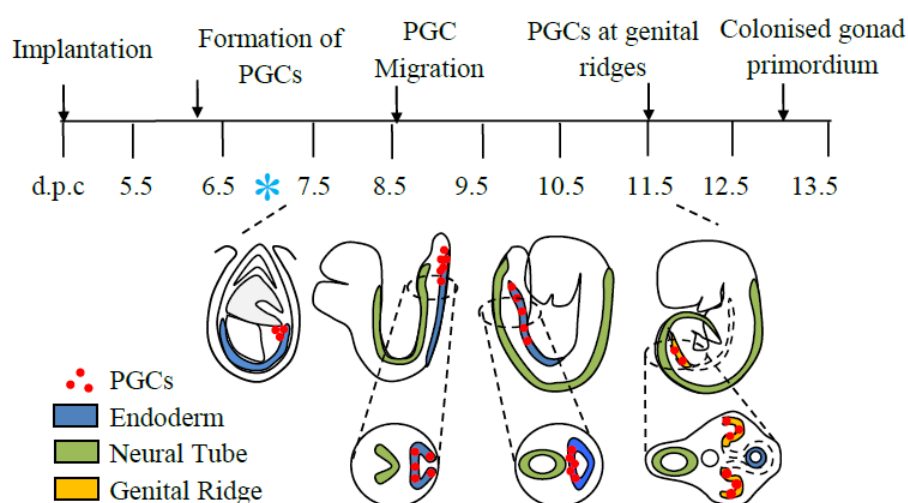 Implantation
Formation of
PGCs
PGC
Migration
PGCs at genital
ridges
Colonised gonad
primordium
d.p.c 5.5 6.5 * 7.5 8.5 9.5 10.5 11.5 12.5 13.5
PGCs
Endoderm
Neural Tube
Genital Ridge